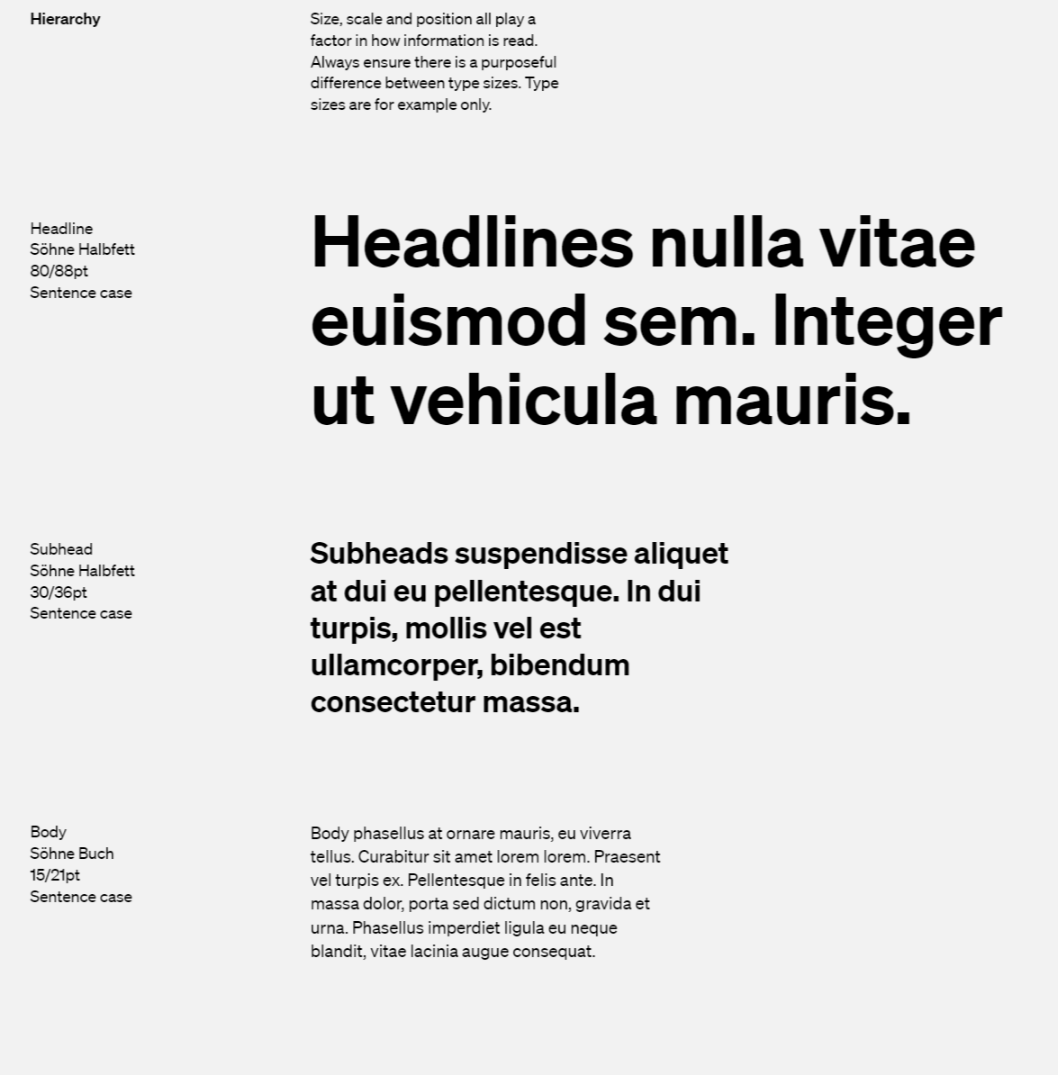 Hierarchy
Size, scale and position all play a
factor in how information is read.
Always ensure there is a purposeful
difference between type sizes. Type
sizes are for example only.
Headline
Söhne Halbfett
80/88pt
Sentence case
Headlines nulla vitae
euismod sem. Integer
ut vehicula mauris.
Subhead
Söhne Halbfett
30/36pt
Sentence case
Subheads suspendisse aliquet
at dui eu pellentesque. In dui
turpis, mollis vel est
ullamcorper, bibendum
consectetur massa.
Body
Söhne Buch
15/21pt
Sentence case
Body phasellus at ornare mauris, eu viverra
tellus. Curabitur sit amet lorem lorem. Praesent
vel turpis ex. Pellentesque in felis ante. In
massa dolor, porta sed dictum non, gravida et
urna. Phasellus imperdiet ligula eu neque
blandit, vitae lacinia augue consequat.